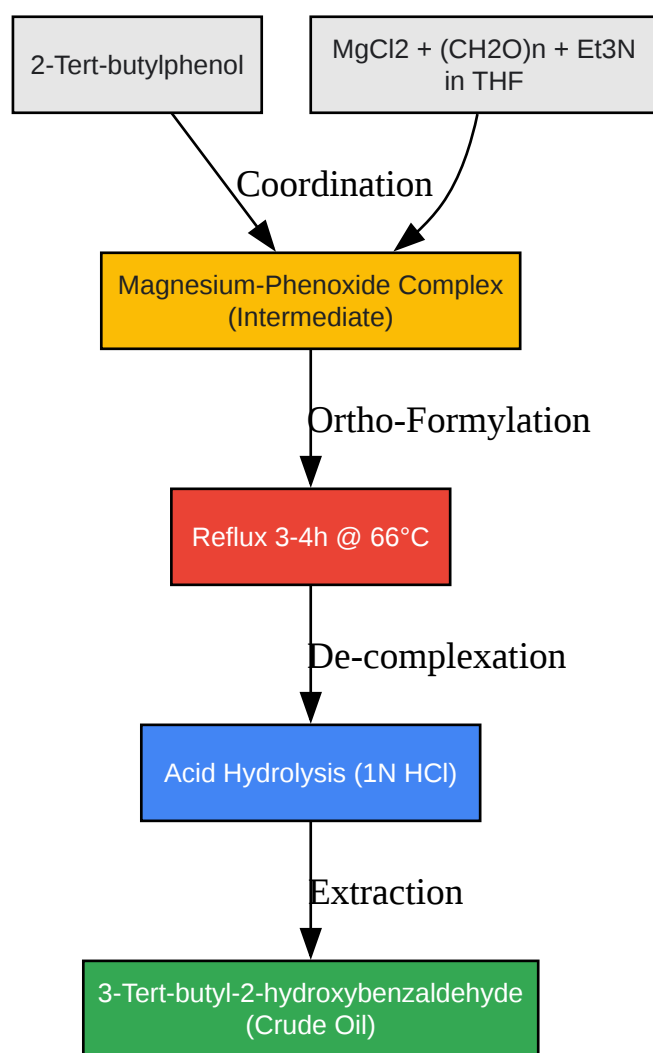 2-Tert-butylphenol
MgCl2 + (CH2O)n + Et3N
in THF
Coordination
Magnesium-Phenoxide Complex
(Intermediate)
Ortho-Formylation
Reflux 3-4h @ 66°C
De-complexation
Acid Hydrolysis (1N HCl)
Extraction
3-Tert-butyl-2-hydroxybenzaldehyde
(Crude Oil)